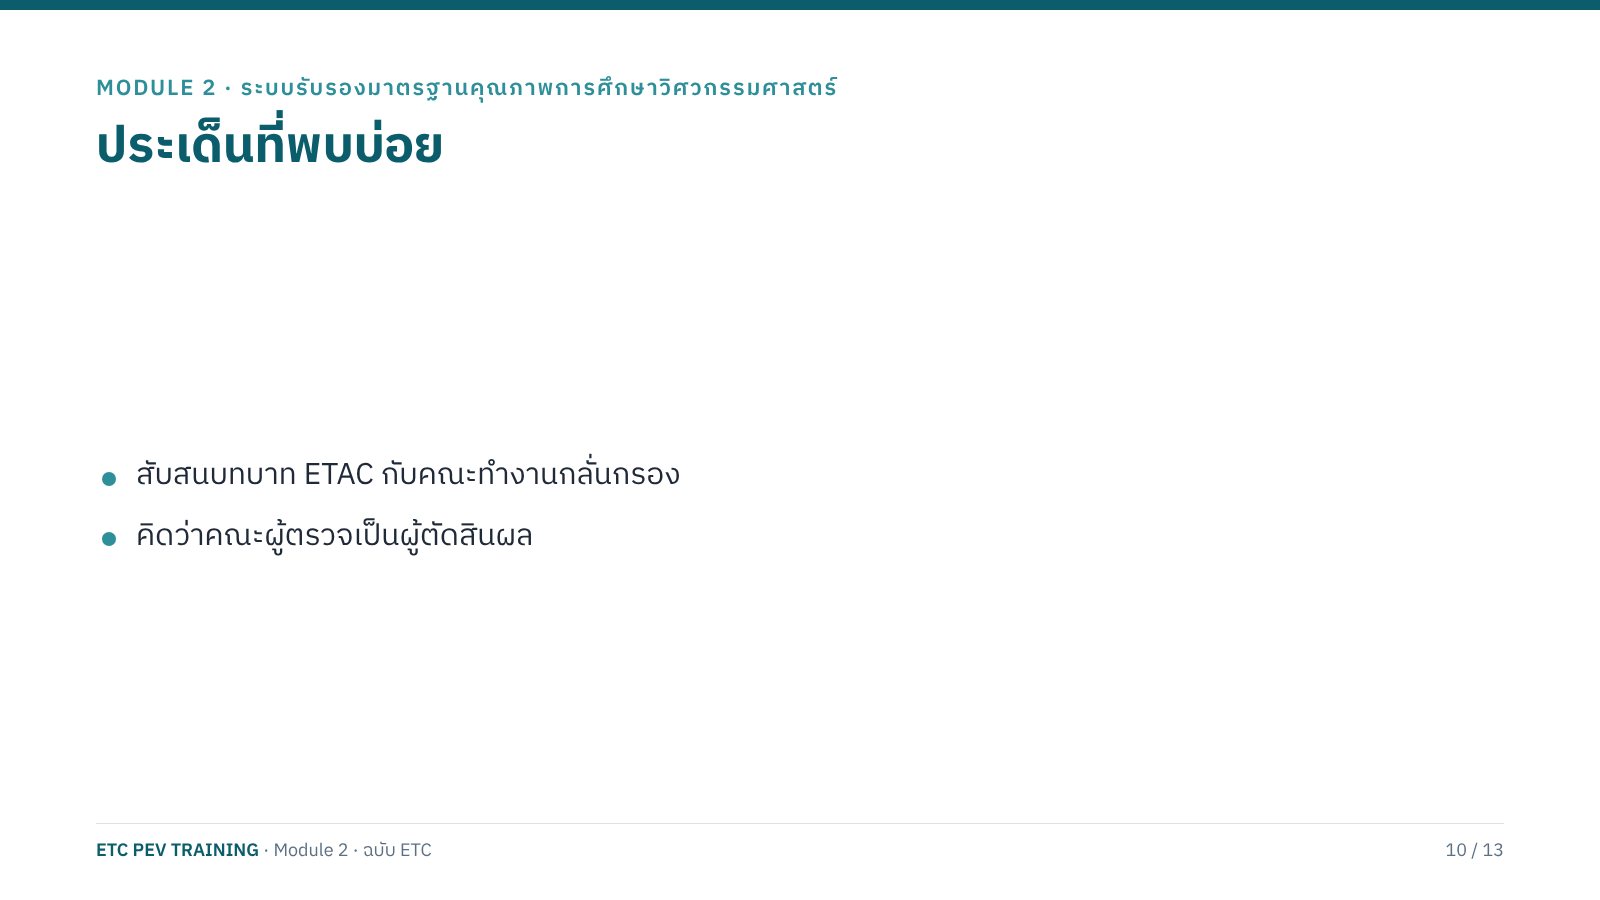 MODULE 2 · ระบบรับรองมาตรฐานคุณภาพการศึกษาวิศวกรรมศาสตร์
ประเด็นที่พบบ่อย
สับสนบทบาท ETAC กับคณะทำงานกลั่นกรอง
คิดว่าคณะผู้ตรวจเป็นผู้ตัดสินผล
ETC PEV TRAINING · Module 2 · ฉบับ ETC
10 / 13